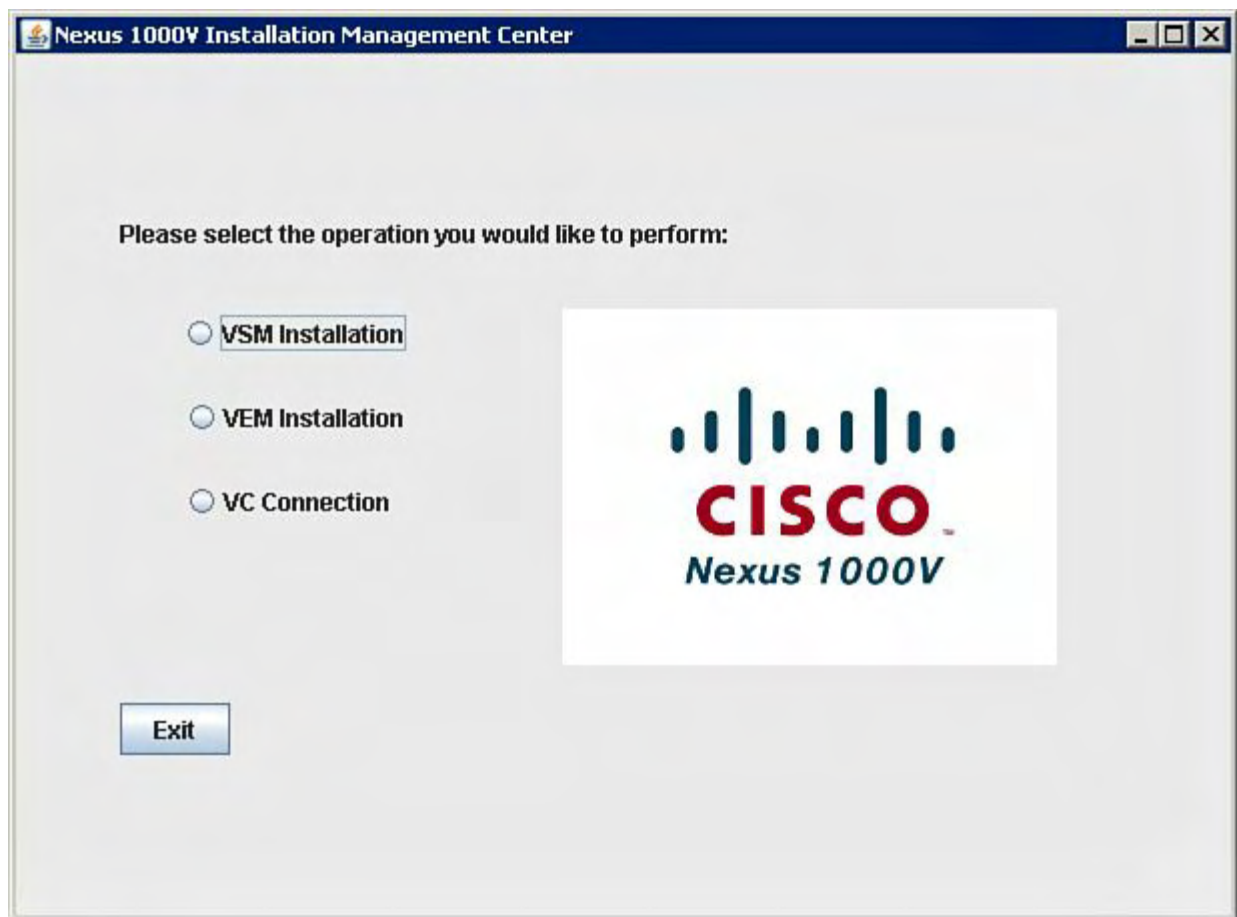 Nexus 1000V Installation Management Center
Please select the operation you would like to perform:
VSM Installation
VEM Installation
VC Connection
CISCO™
Nexus 1000V
Exit